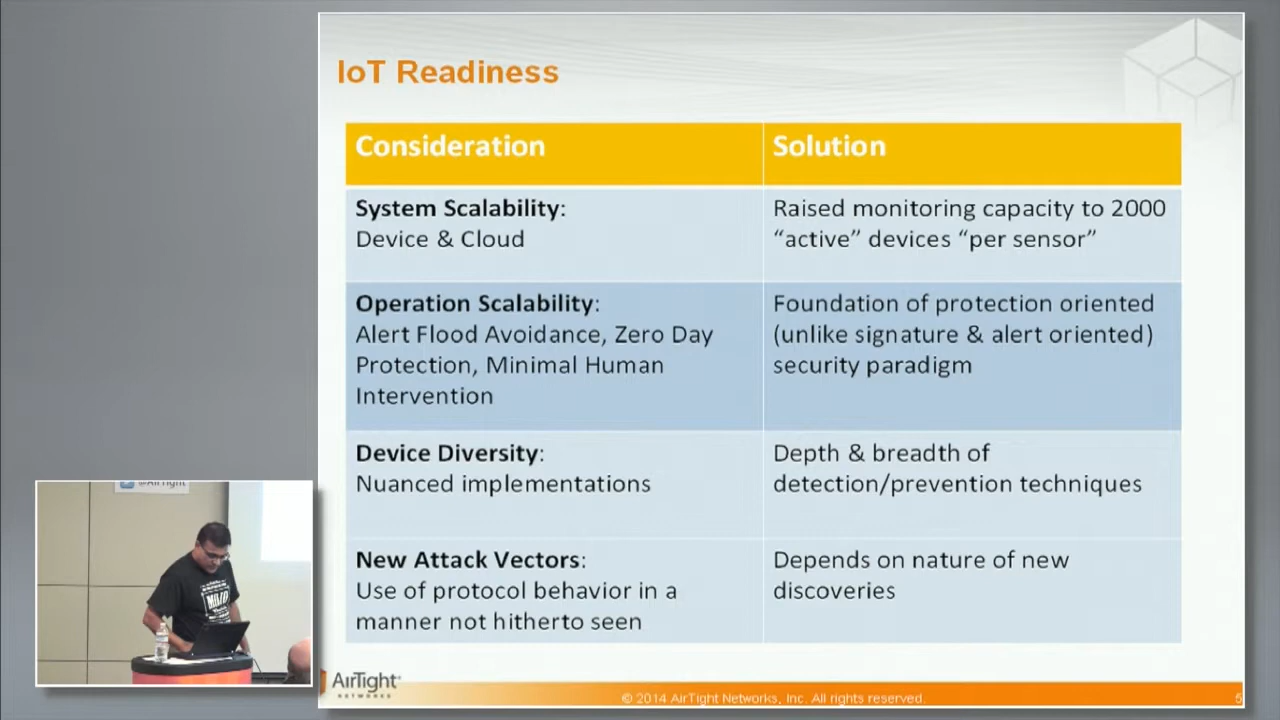 IoT Readiness
Consideration
Solution
System Scalability:
Device & Cloud
Raised monitoring capacity to 2000
“active” devices “per sensor”
Operation Scalability:
Alert Flood Avoidance, Zero Day
Protection, Minimal Human
Intervention
Foundation of protection oriented
(unlike signature & alert oriented)
security paradigm
Device Diversity:
Nuanced implementations
Depth & breadth of
detection/prevention techniques
New Attack Vectors:
Use of protocol behavior in a
manner not hitherto seen
Depends on nature of new
discoveries
@AirTight
AirTight
NETWORKS
© 2014 AirTight Networks, Inc. All rights reserved.
5